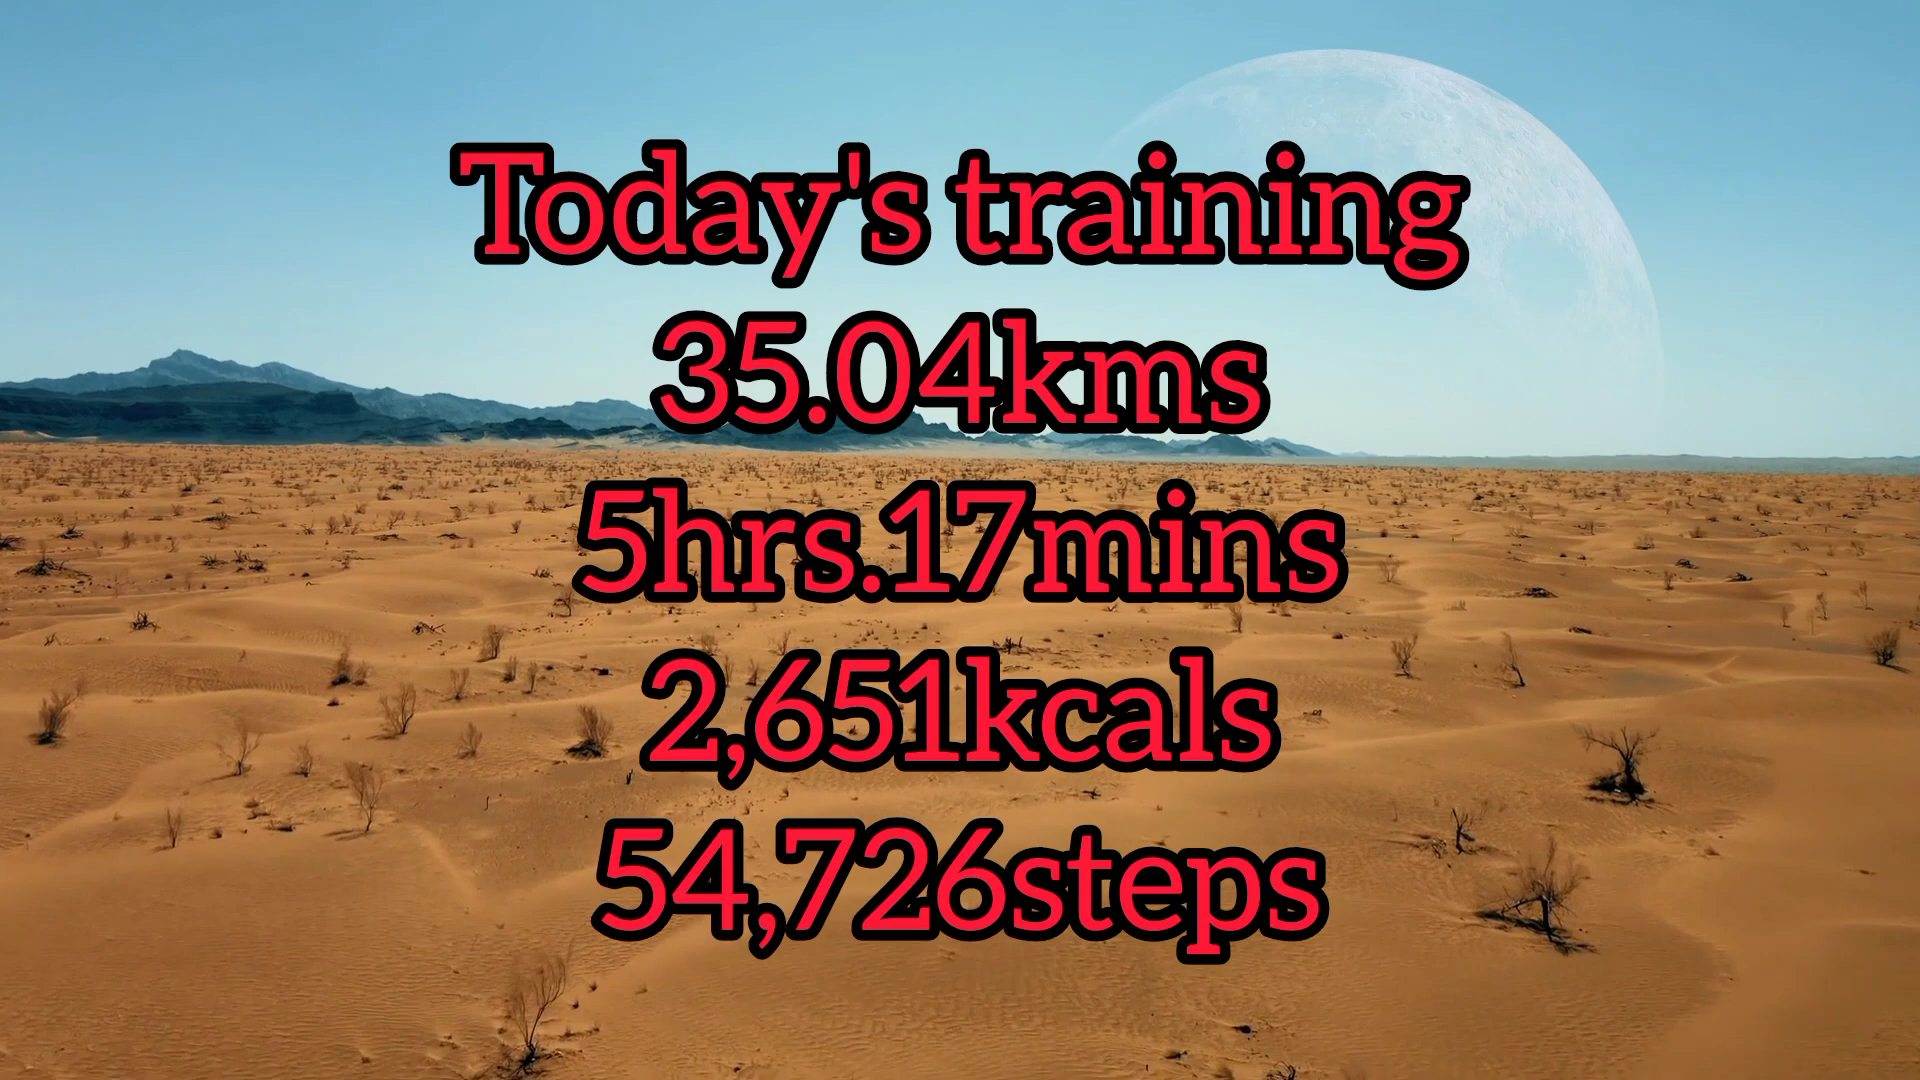 Today's training
35.04kms
5hrs.17mins
2,651kcals
54,726steps